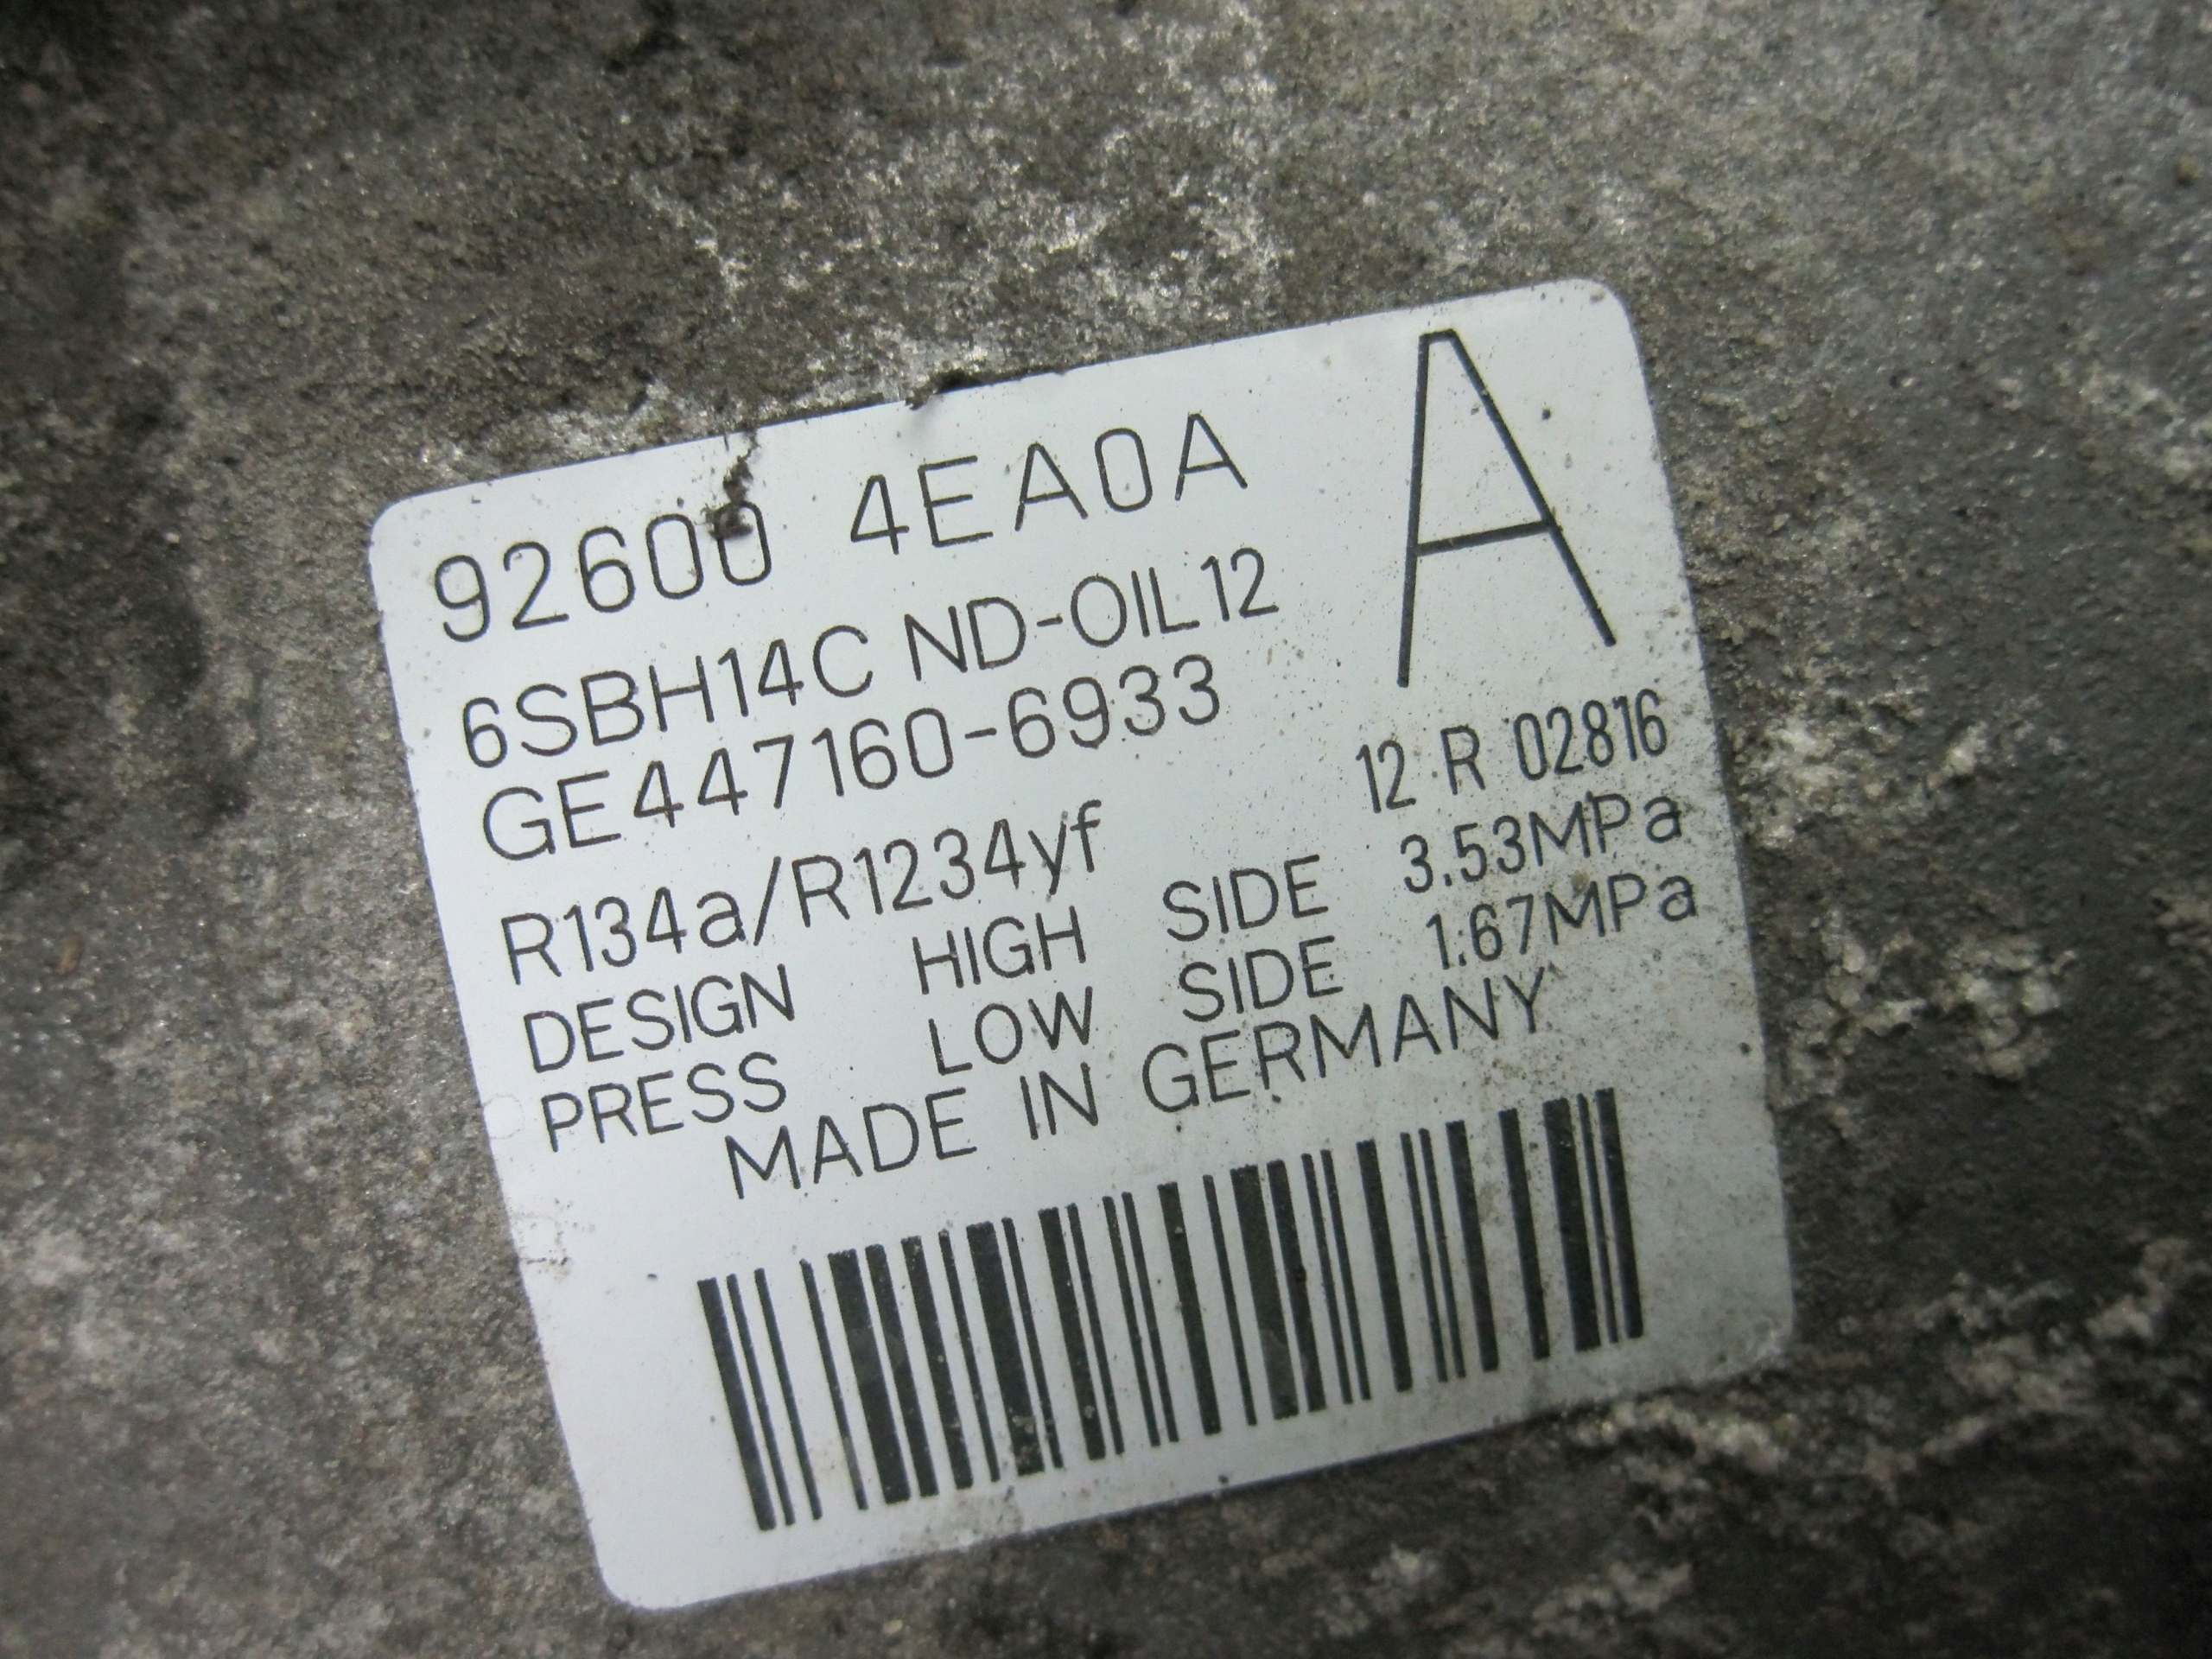 92600 4EA0A A
6SBH14C ND-OIL12
GE447160-6933
12 R 02816
R134a/R1234yf
DESIGN HIGH SIDE 3.53MPa
PRESS LOW SIDE 1.67MPa
MADE IN GERMANY